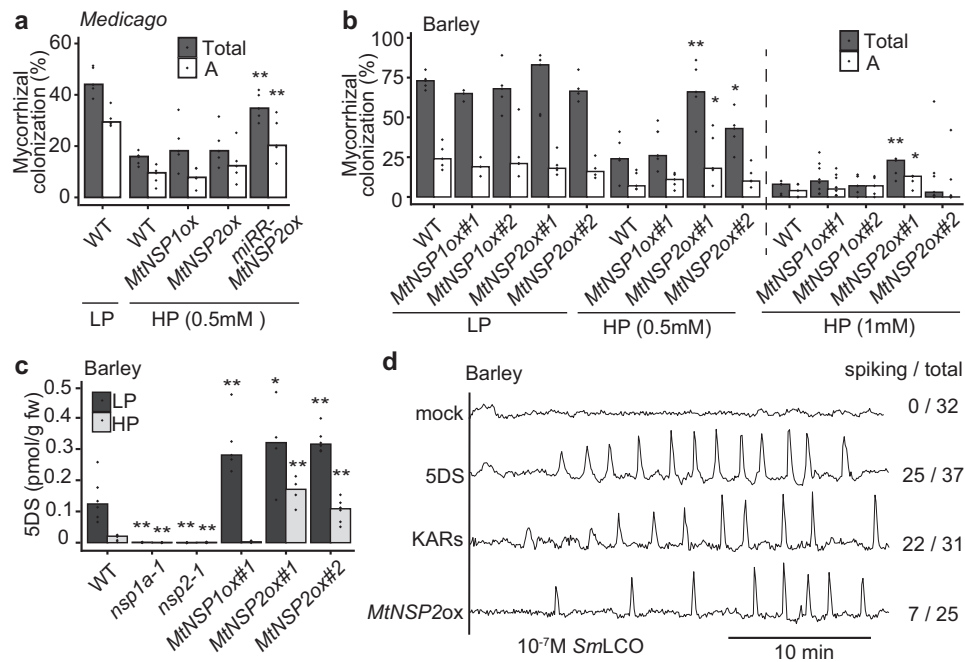 a
Medicago
Mycorrhizal colonization (%)
60
40
20
0
Total
A
**
**
WT
WT
MtNSP1ox
MtNSP2ox
miRR-MtNSP2ox
LP
HP (0.5mM )
b
Barley
Mycorrhizal colonization (%)
100
75
50
25
0
Total
A
**
*
*
**
*
WT
MtNSP1ox#1
MtNSP1ox#2
MtNSP2ox#1
MtNSP2ox#2
WT
MtNSP1ox#1
MtNSP2ox#1
MtNSP2ox#2
WT
MtNSP1ox#1
MtNSP1ox#2
MtNSP2ox#1
MtNSP2ox#2
LP
HP (0.5mM)
HP (1mM)
c
Barley
5DS (pmol/g fw)
0.5
0.4
0.3
0.2
0.1
0
LP
HP
** ** ** **
**
* **
** **
WT
nsp1a-1
nsp2-1
MtNSP1ox#1
MtNSP2ox#1
MtNSP2ox#2
d
Barley
spiking / total
mock
0 / 32
5DS
25 / 37
KARs
22 / 31
MtNSP2ox
7 / 25
10⁻⁷M SmLCO
10 min